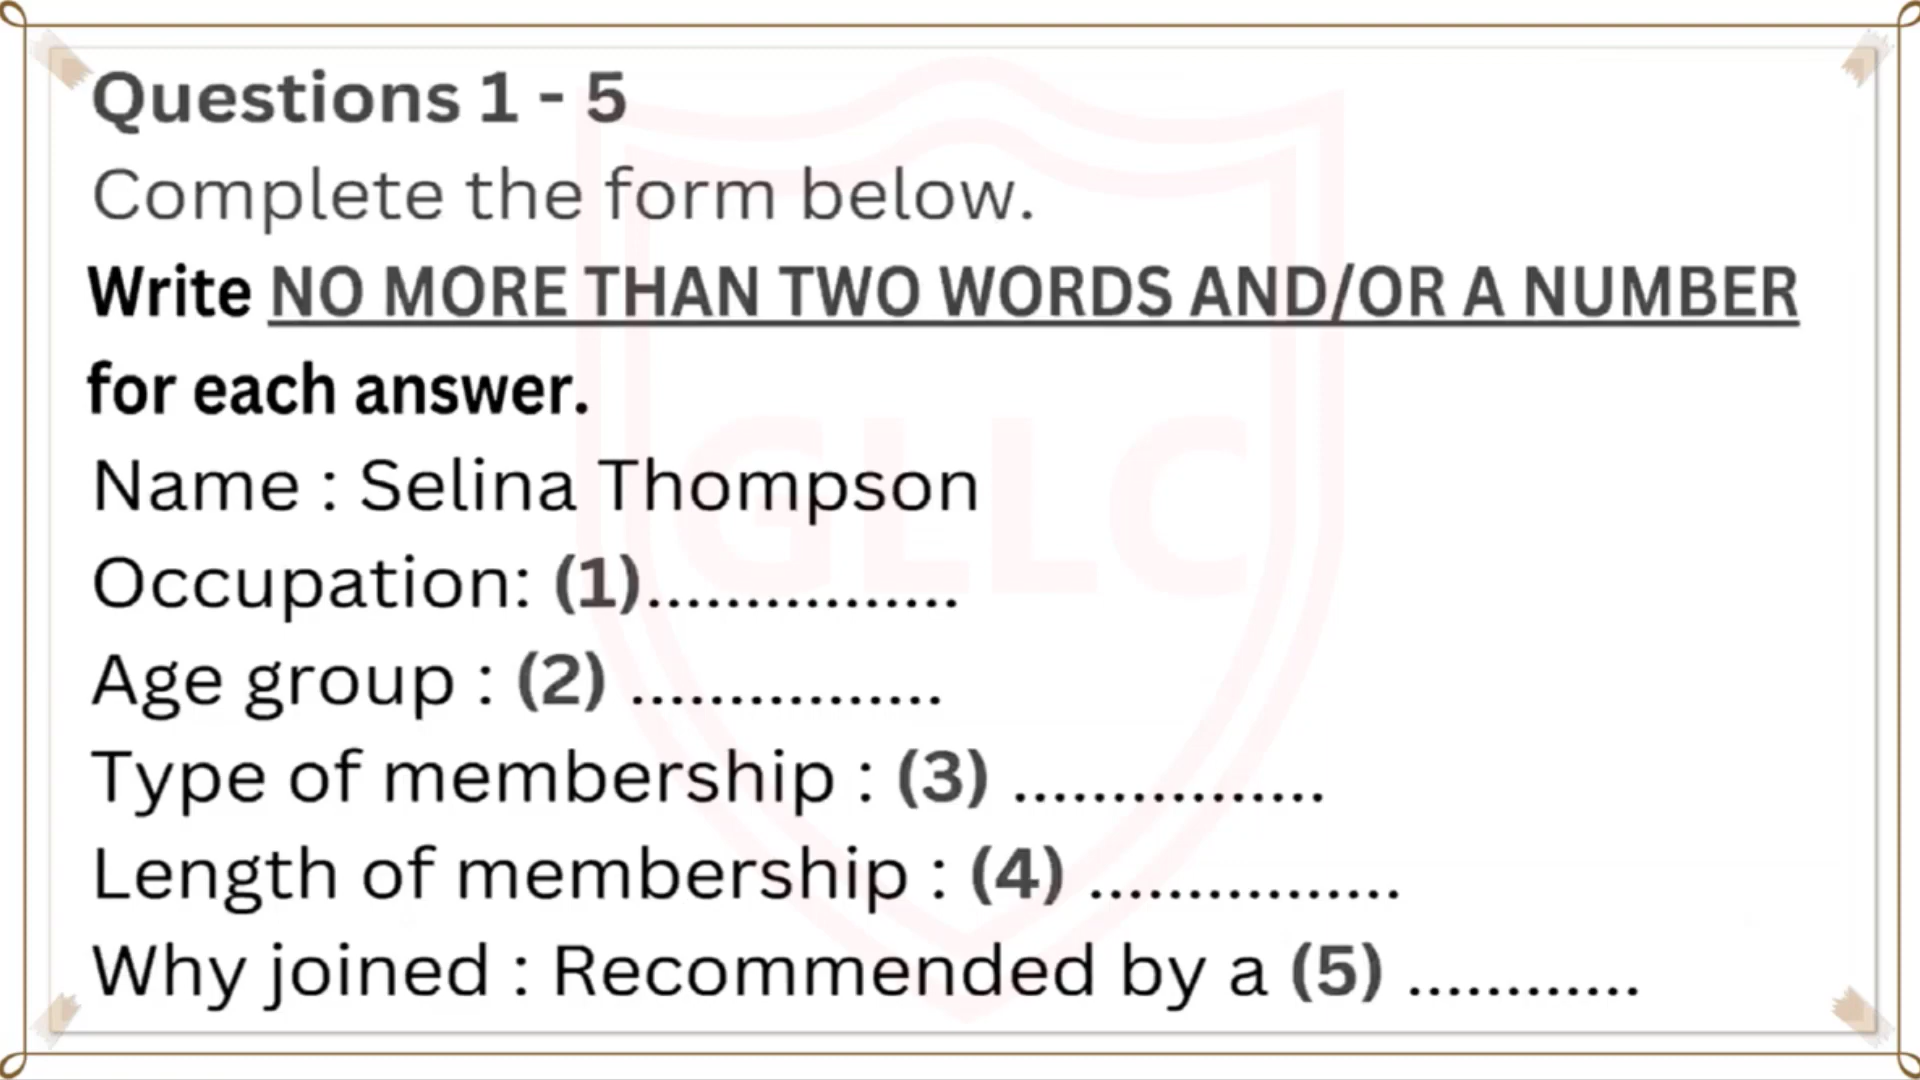 Questions 1 - 5
Complete the form below.
Write NO MORE THAN TWO WORDS AND/OR A NUMBER
for each answer.
GLLC
Name : Selina Thompson
Occupation: (1)................
Age group : (2) ................
Type of membership : (3) ................
Length of membership : (4) ................
Why joined : Recommended by a (5) ............